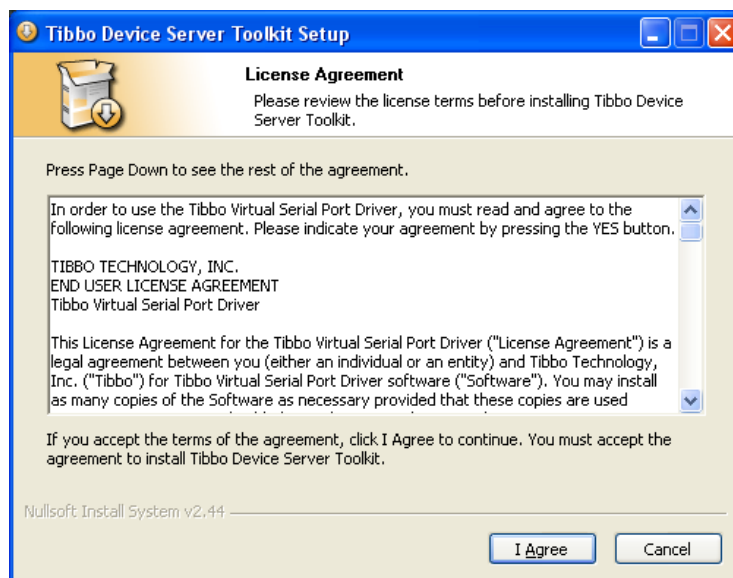 Tibbo Device Server Toolkit Setup
License Agreement
Please review the license terms before installing Tibbo Device
Server Toolkit.
Press Page Down to see the rest of the agreement.
In order to use the Tibbo Virtual Serial Port Driver, you must read and agree to the
following license agreement. Please indicate your agreement by pressing the YES button.
TIBBO TECHNOLOGY, INC.
END USER LICENSE AGREEMENT
Tibbo Virtual Serial Port Driver
This License Agreement for the Tibbo Virtual Serial Port Driver ("License Agreement") is a
legal agreement between you (either an individual or an entity) and Tibbo Technology,
Inc. ("Tibbo") for Tibbo Virtual Serial Port Driver software ("Software"). You may install
as many copies of the Software as necessary provided that these copies are used
If you accept the terms of the agreement, click I Agree to continue. You must accept the
agreement to install Tibbo Device Server Toolkit.
Nullsoft Install System v2.44
I Agree
Cancel